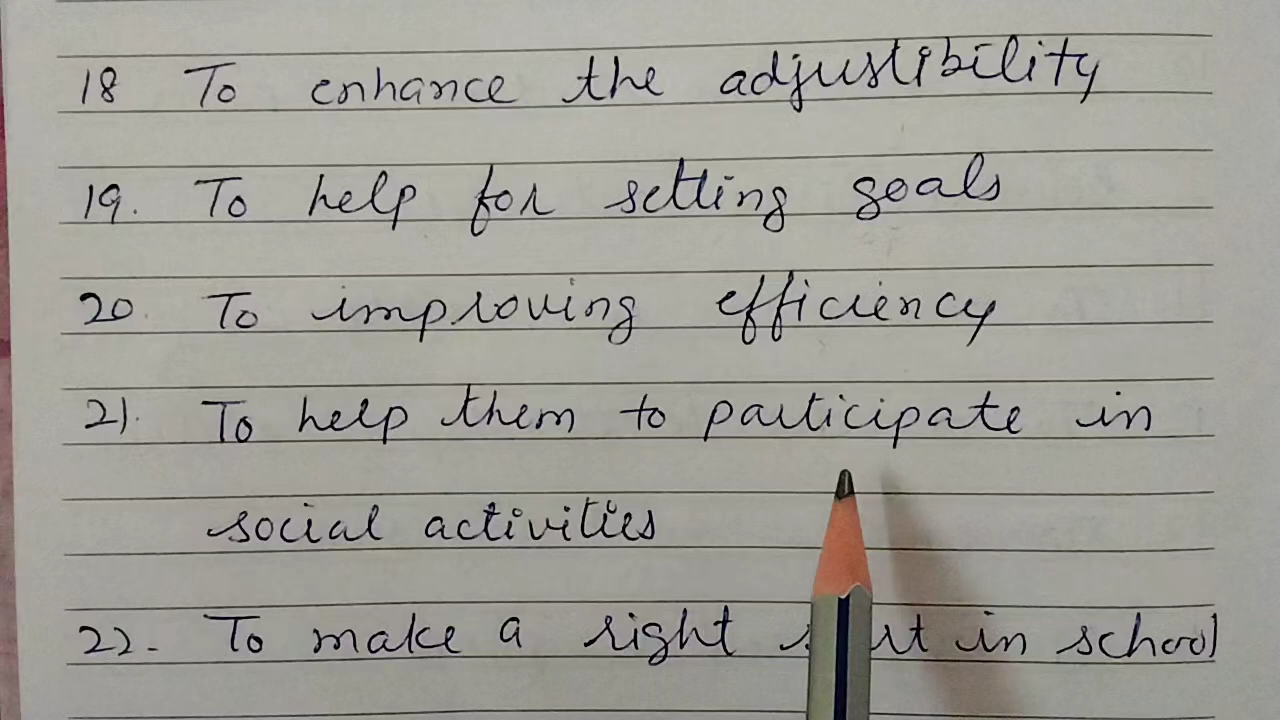 18 To enhance the adjustibility
19. To help for setting goals
20. To improving efficiency
21. To help them to participate in
social activities
22- To make a right in school